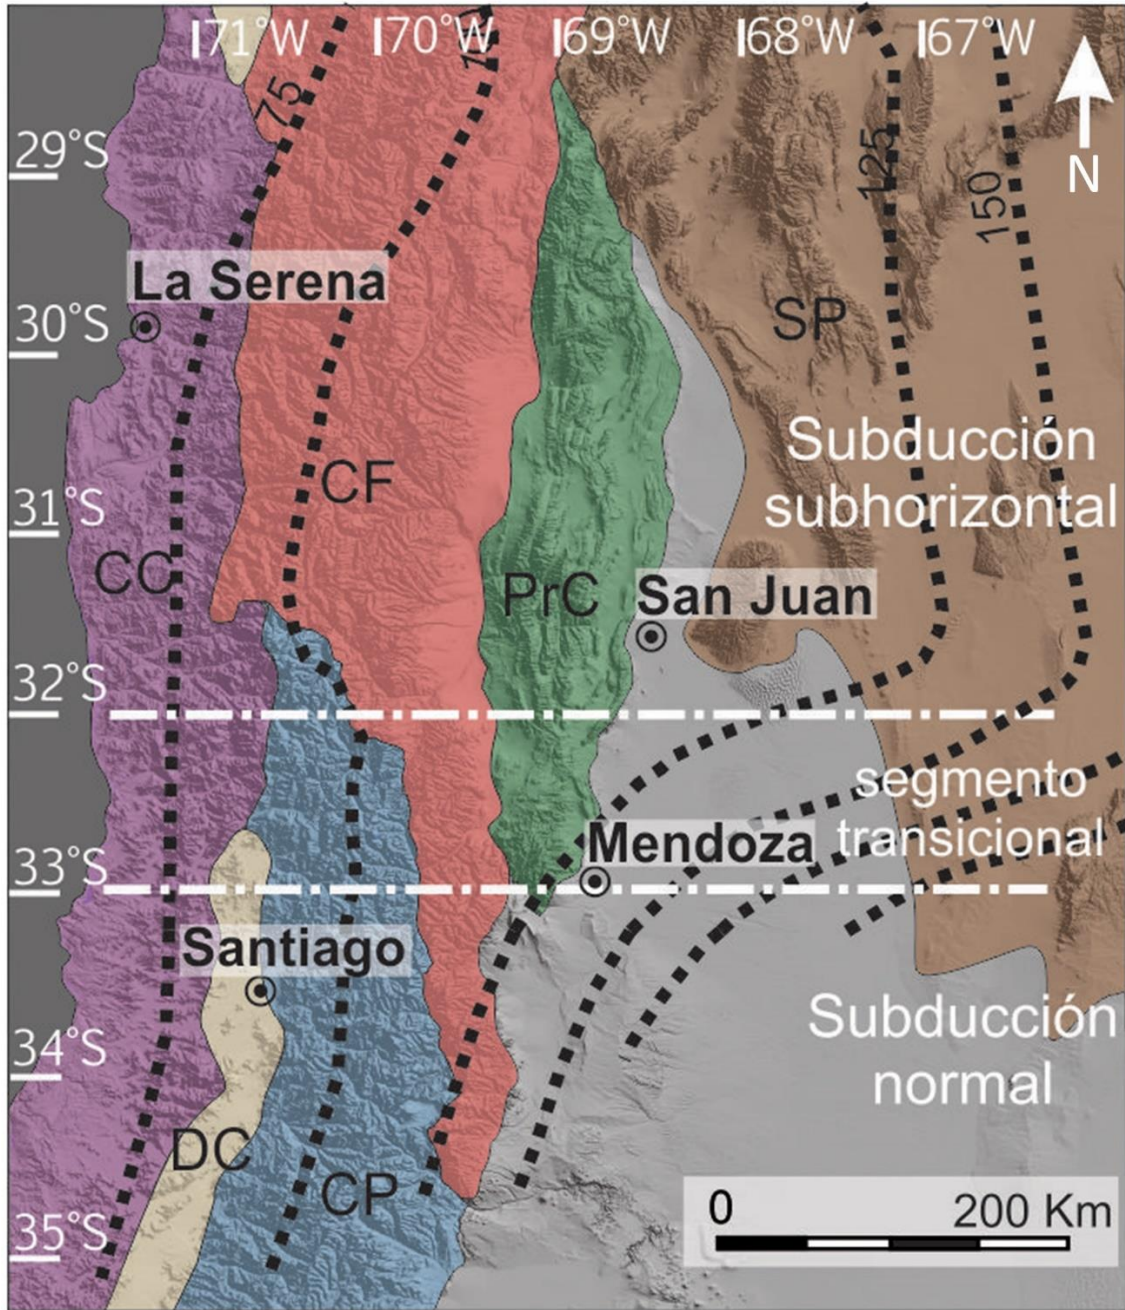 71°W
70°W
69°W
68°W
67°W
75
125
150
N
29°S
La Serena
30°S
SP
Subducción
subhorizontal
CF
31°S
CC
PrC
San Juan
32°S
segmento
transicional
Mendoza
33°S
Santiago
34°S
Subducción
normal
DC
CP
35°S
0
200 Km